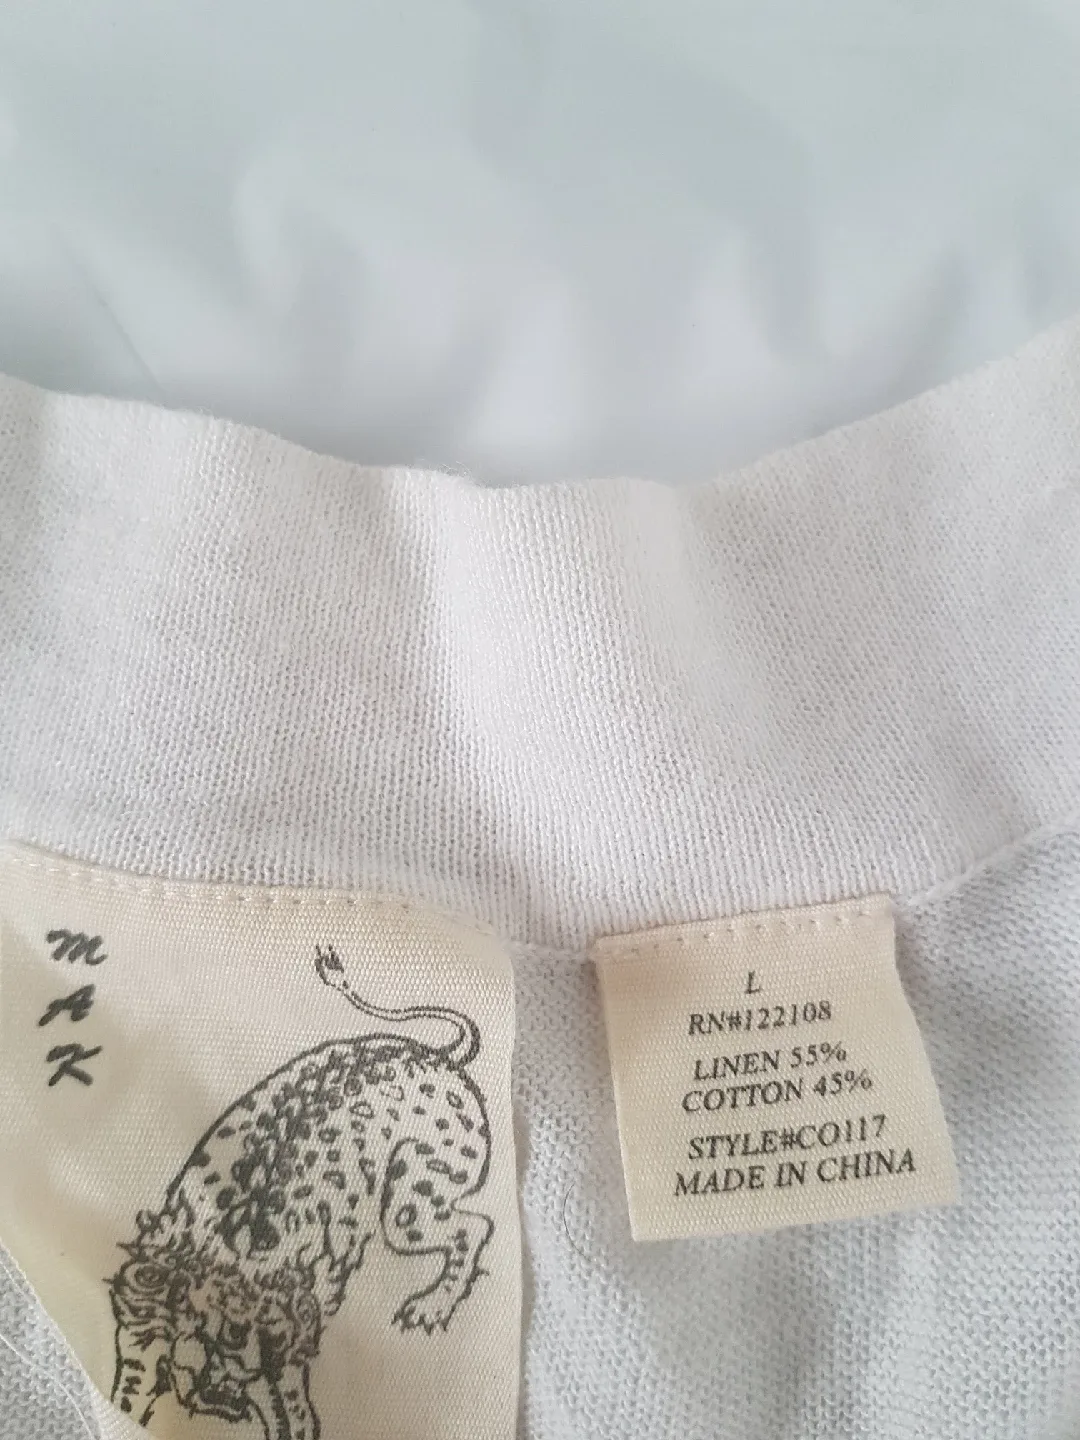 M
A
K
L
RN#122108
LINEN 55%
COTTON 45%
STYLE#CO117
MADE IN CHINA